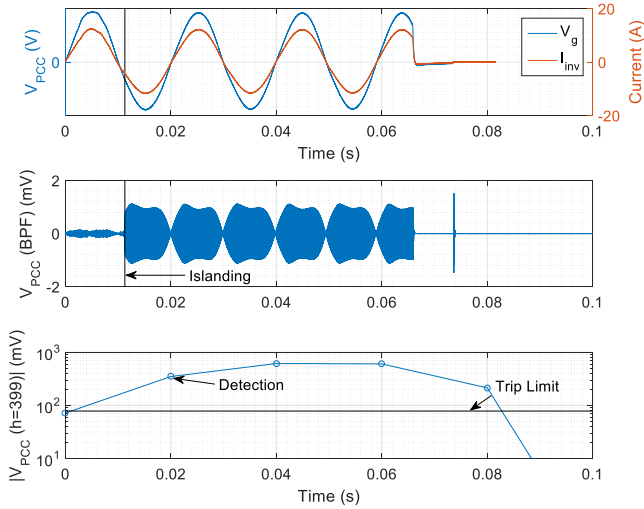 20
10
0
-10
-20
V_PCC (V)
0
Current (A)
V_g
I_inv
0
0.02
0.04
0.06
0.08
0.1
Time (s)
2
0
-2
V_PCC (BPF) (mV)
Islanding
0
0.02
0.04
0.06
0.08
0.1
Time (s)
10^3
10^2
10^1
|V_PCC (h=399)| (mV)
Detection
Trip Limit
0
0.02
0.04
0.06
0.08
0.1
Time (s)